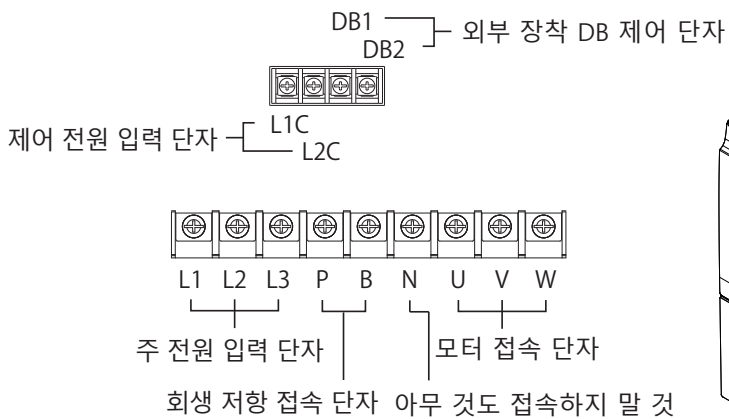 DB1
외부 장착 DB 제어 단자
DB2
L1C
제어 전원 입력 단자
L2C
L1 L2 L3 P B N U V W
주 전원 입력 단자 모터 접속 단자
회생 저항 접속 단자 아무 것도 접속하지 말 것